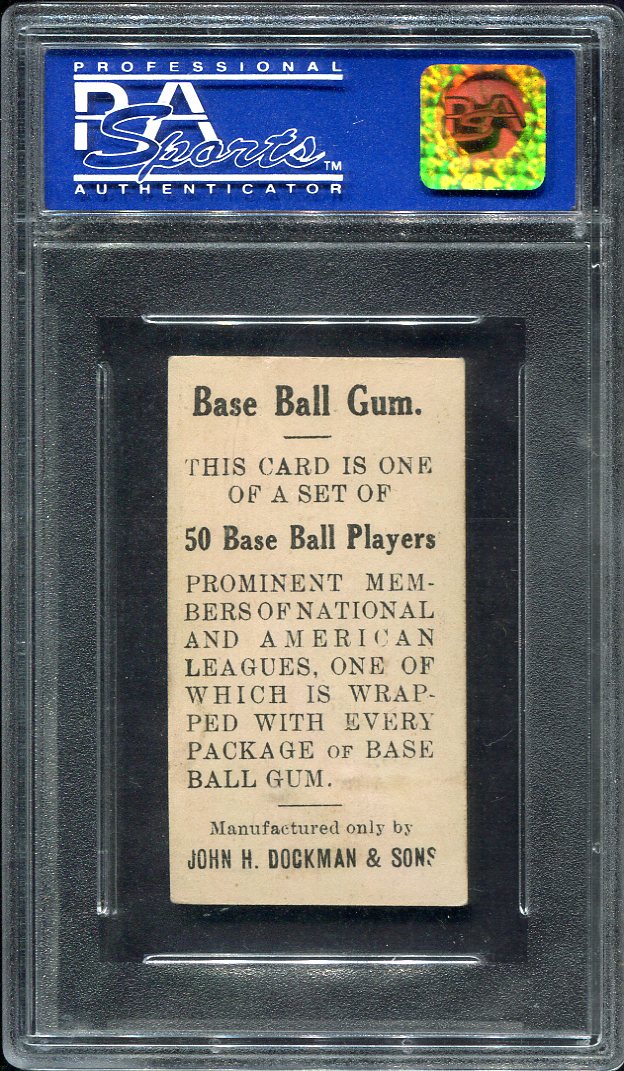 PROFESSIONAL
PSA
Sports™
AUTHENTICATOR
PSA
Base Ball Gum.
THIS CARD IS ONE
OF A SET OF
50 Base Ball Players
PROMINENT MEM-
BERS OF NATIONAL
AND AMERICAN
LEAGUES, ONE OF
WHICH IS WRAP-
PED WITH EVERY
PACKAGE OF BASE
BALL GUM.
Manufactured only by
JOHN H. DOCKMAN & SONS